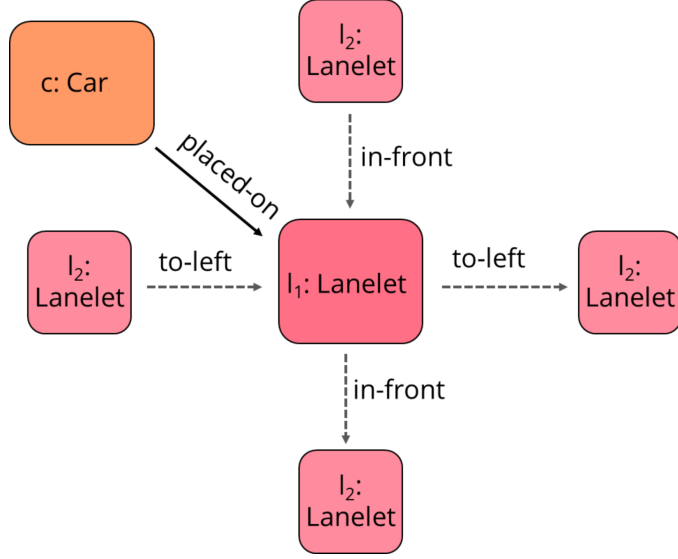 l₂:
Lanelet
c: Car
placed-on
in-front
l₂:
Lanelet
to-left
l₁: Lanelet
to-left
l₂:
Lanelet
in-front
l₂:
Lanelet